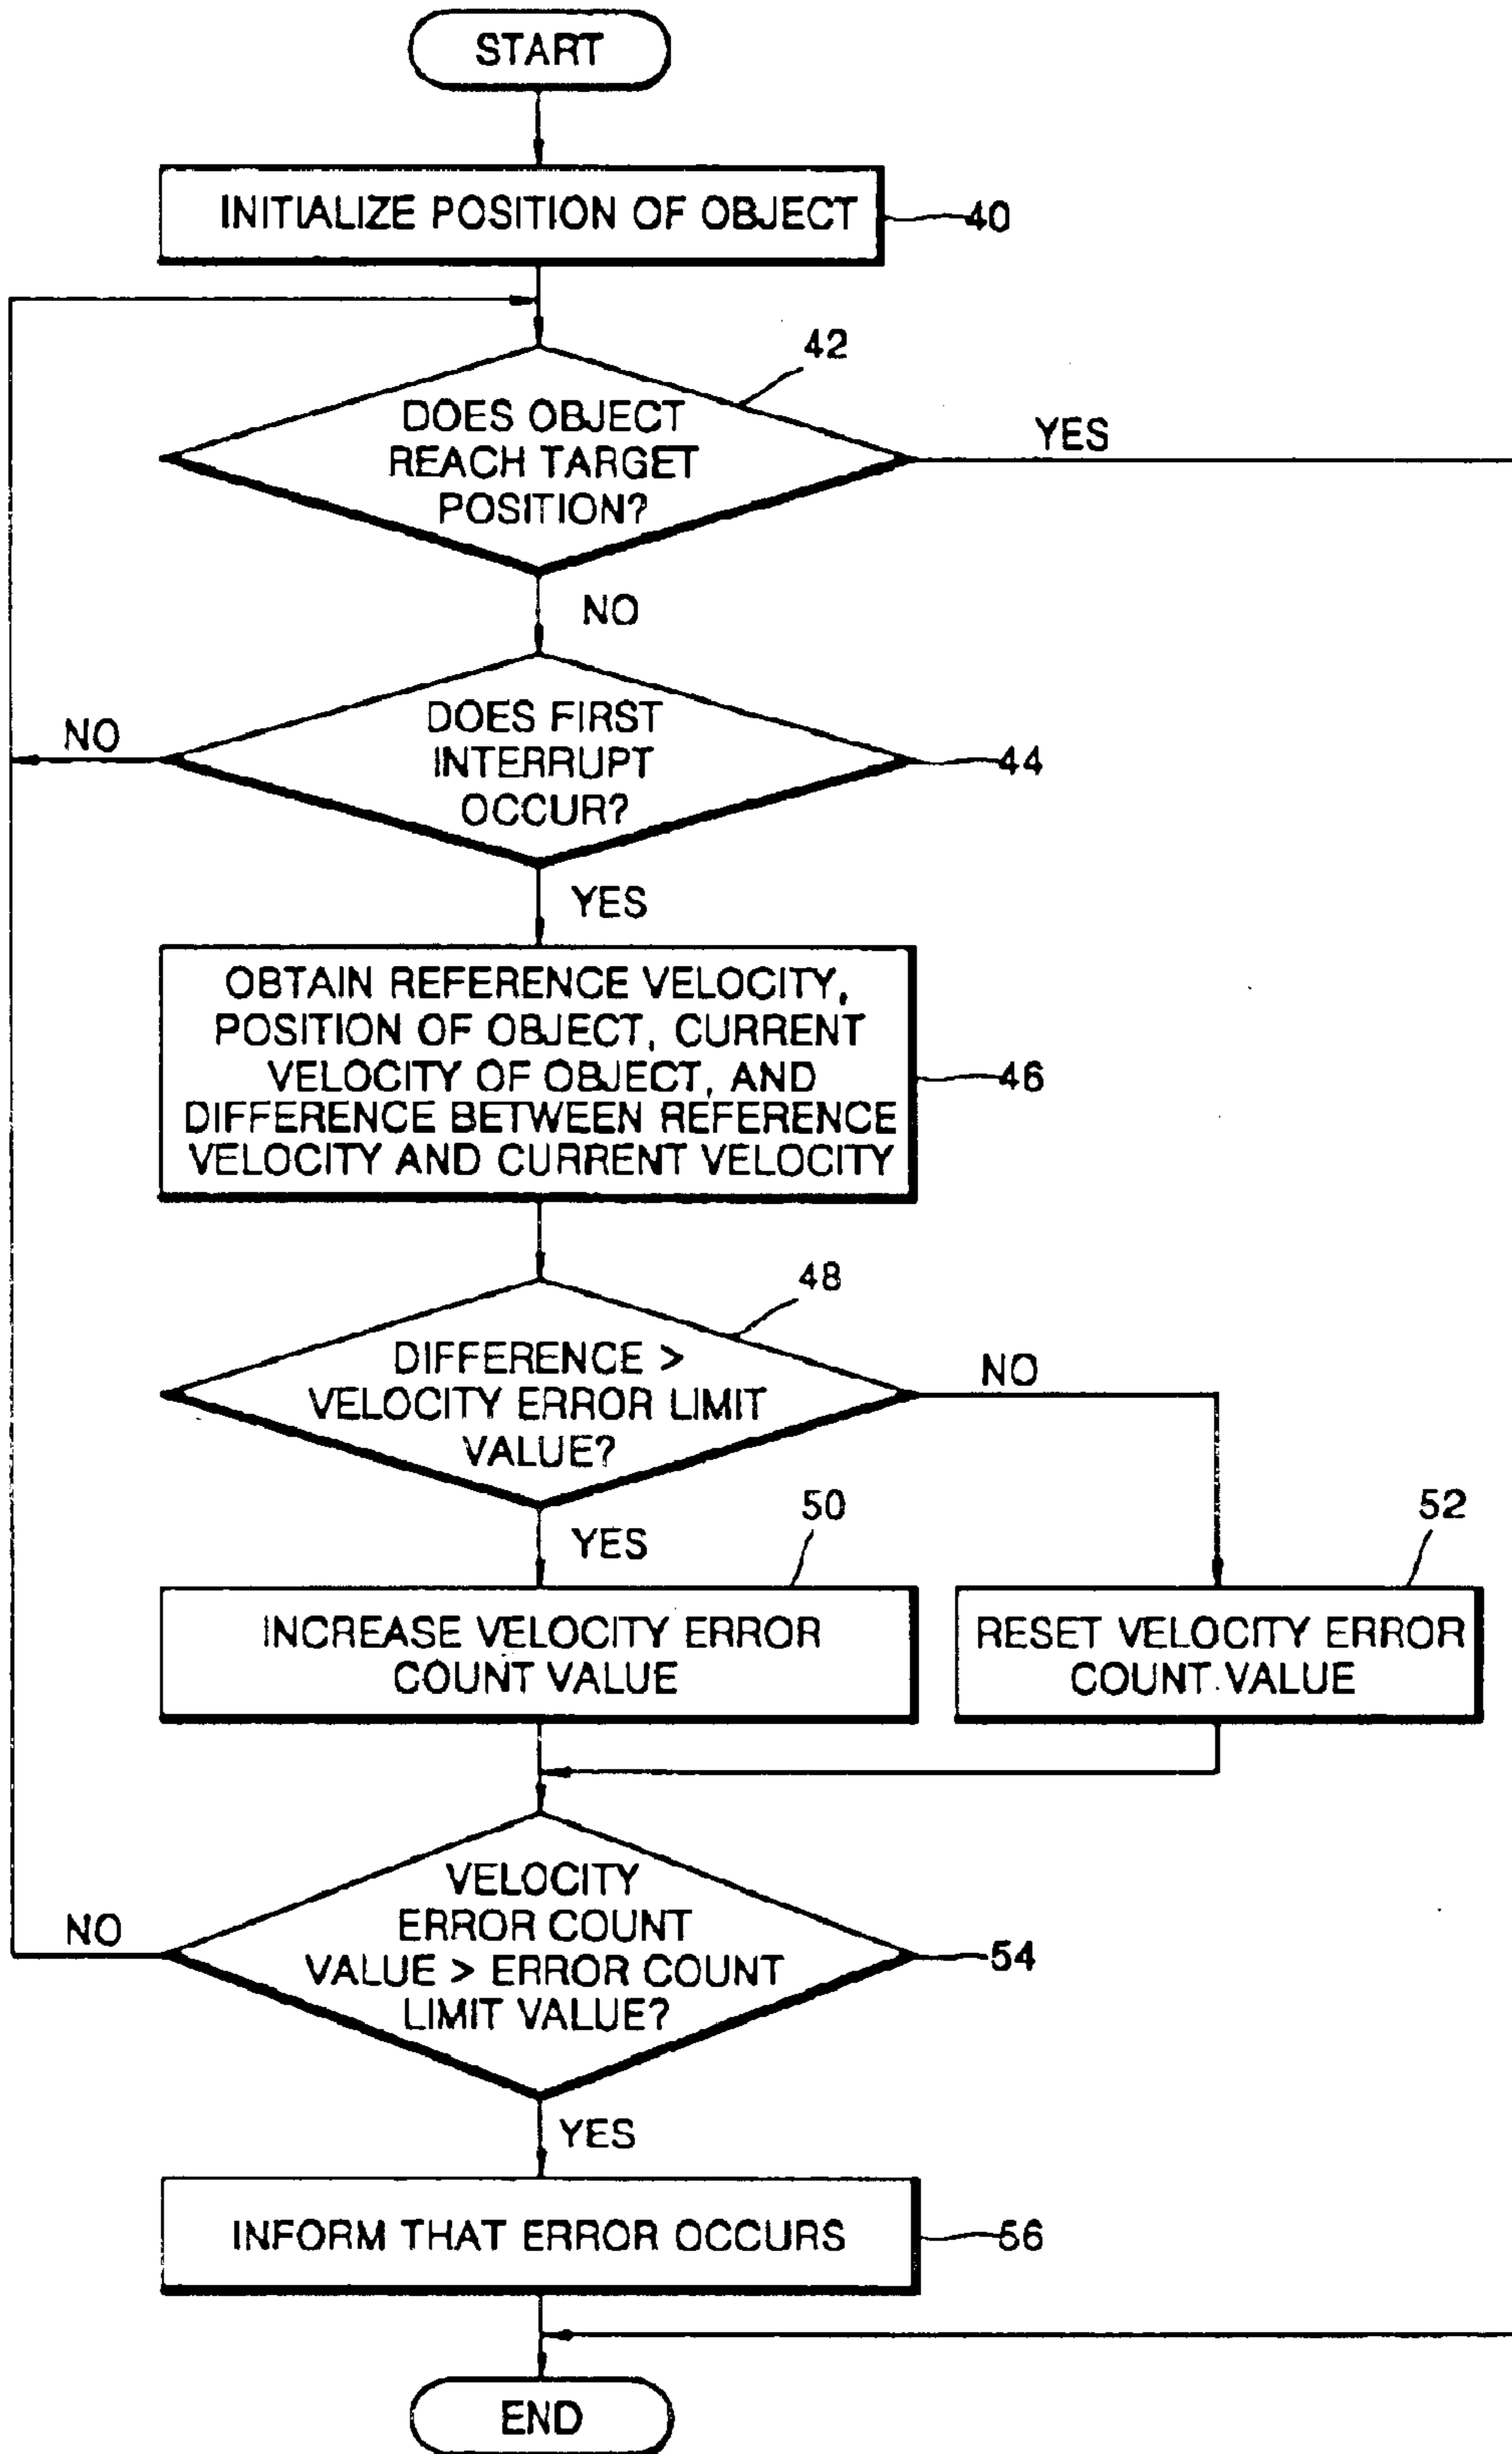 START
INITIALIZE POSITION OF OBJECT
40
42
DOES OBJECT
REACH TARGET
POSITION?
YES
NO
DOES FIRST
INTERRUPT
OCCUR?
NO
44
YES
OBTAIN REFERENCE VELOCITY,
POSITION OF OBJECT, CURRENT
VELOCITY OF OBJECT, AND
DIFFERENCE BETWEEN REFERENCE
VELOCITY AND CURRENT VELOCITY
46
48
DIFFERENCE >
VELOCITY ERROR LIMIT
VALUE?
NO
YES
50
52
INCREASE VELOCITY ERROR
COUNT VALUE
RESET VELOCITY ERROR
COUNT VALUE
VELOCITY
ERROR COUNT
VALUE > ERROR COUNT
LIMIT VALUE?
NO
54
YES
INFORM THAT ERROR OCCURS
56
END